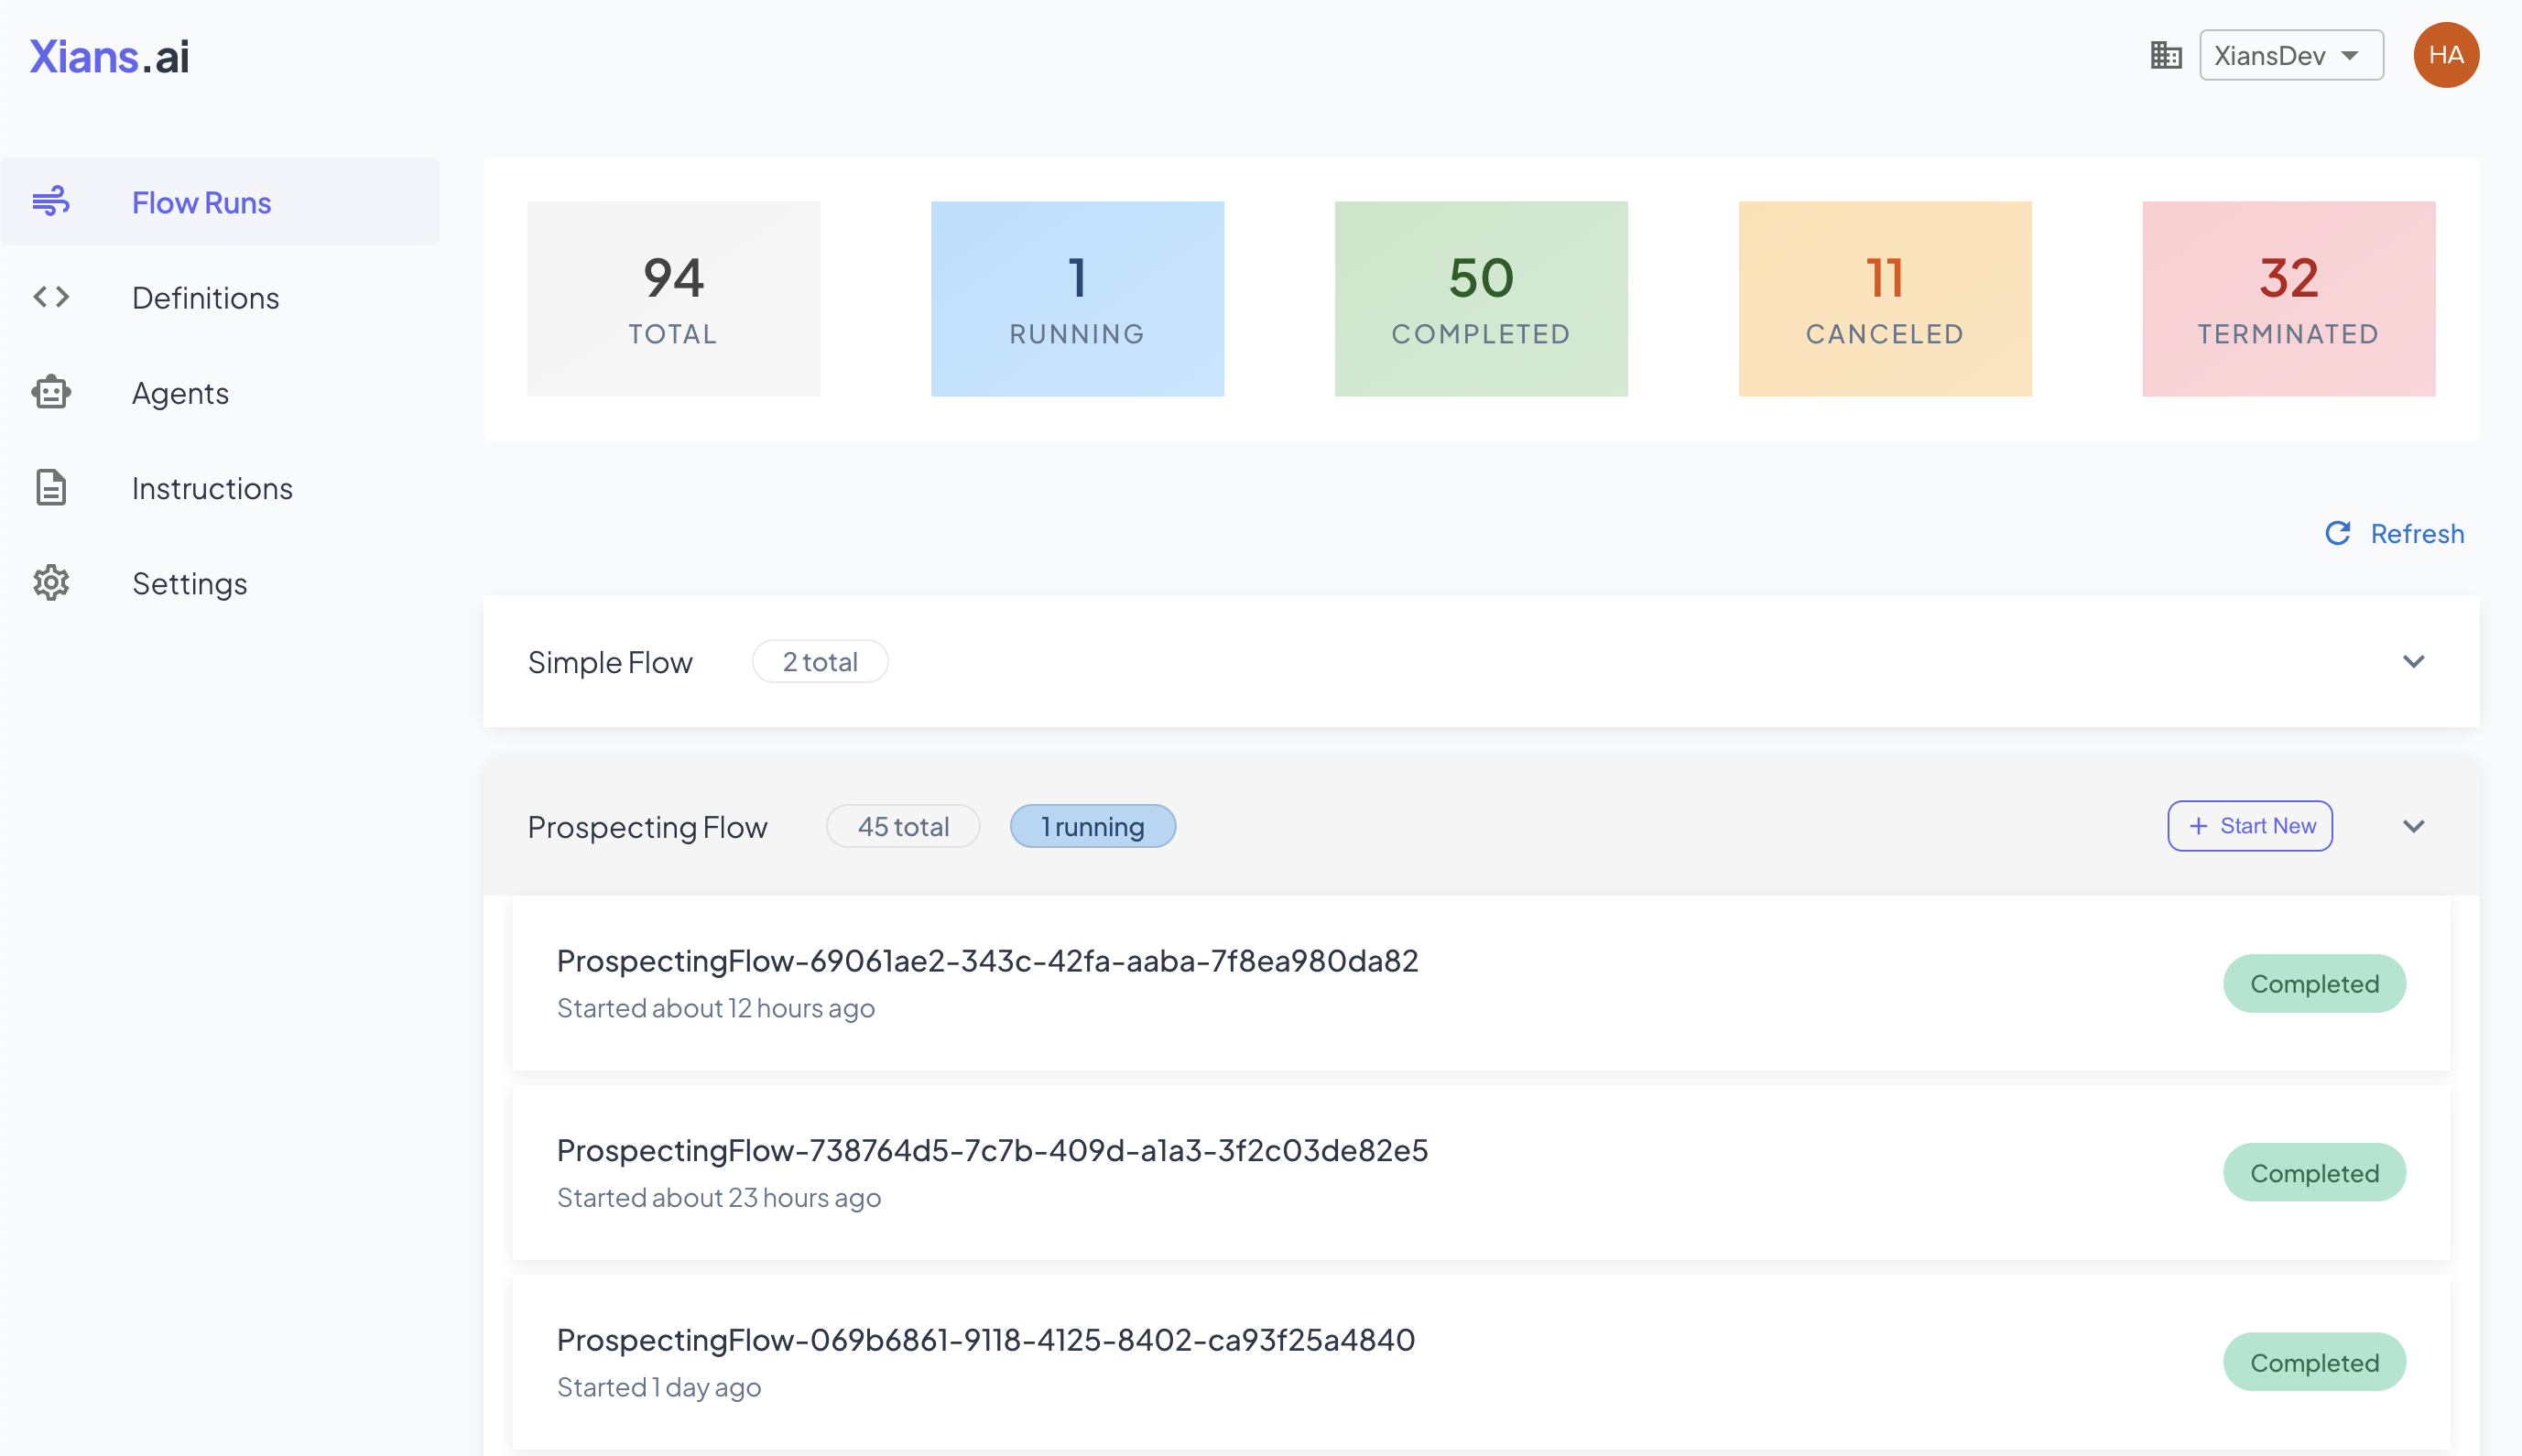 Xians.ai
XiansDev
HA
Flow Runs
Definitions
Agents
Instructions
Settings
94
TOTAL
1
RUNNING
50
COMPLETED
11
CANCELED
32
TERMINATED
Refresh
Simple Flow
2 total
Prospecting Flow
45 total
1 running
+ Start New
ProspectingFlow-69061ae2-343c-42fa-aaba-7f8ea980da82
Started about 12 hours ago
Completed
ProspectingFlow-738764d5-7c7b-409d-a1a3-3f2c03de82e5
Started about 23 hours ago
Completed
ProspectingFlow-069b6861-9118-4125-8402-ca93f25a4840
Started 1 day ago
Completed